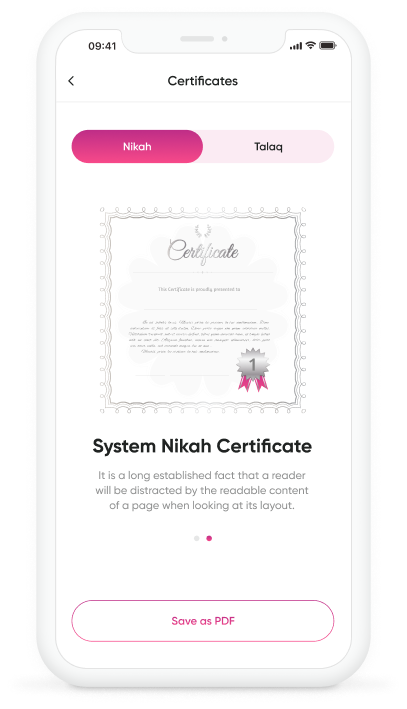 09:41
Certificates
Nikah
Talaq
Certificate
This Certificate is proudly presented to
1
System Nikah Certificate
It is a long established fact that a reader
will be distracted by the readable content
of a page when looking at its layout.
Save as PDF